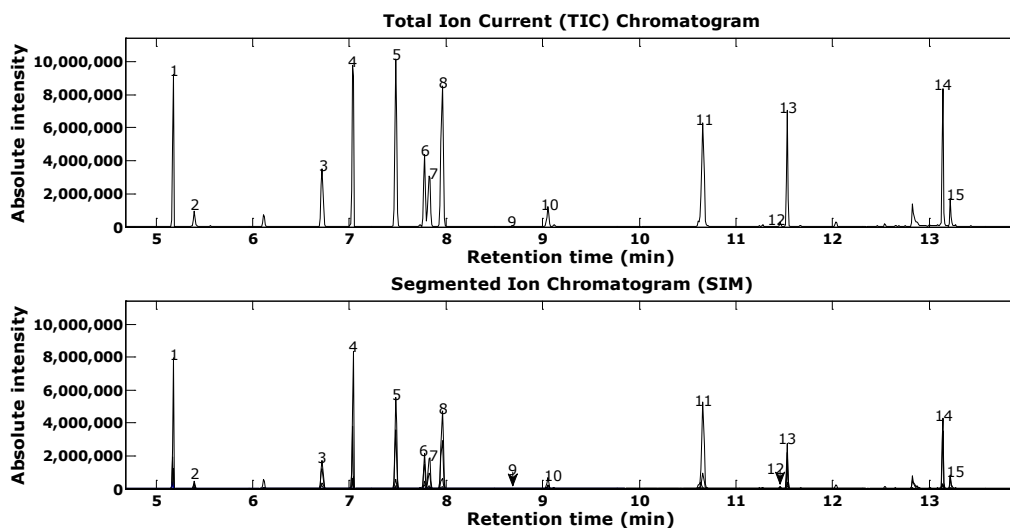 Total Ion Current (TIC) Chromatogram
Absolute intensity
10,000,000
8,000,000
6,000,000
4,000,000
2,000,000
0
1 2 3 4 5 6 7 8 9 10 11 12 13 14 15
5 6 7 8 9 10 11 12 13
Retention time (min)
Segmented Ion Chromatogram (SIM)
Absolute intensity
10,000,000
8,000,000
6,000,000
4,000,000
2,000,000
0
1 2 3 4 5 6 7 8 9 10 11 12 13 14 15
5 6 7 8 9 10 11 12 13
Retention time (min)